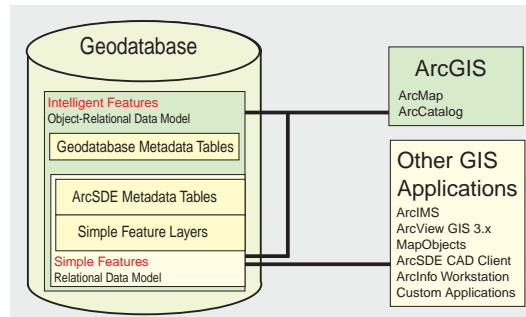 Geodatabase
Intelligent Features
Object-Relational Data Model
Geodatabase Metadata Tables
ArcSDE Metadata Tables
Simple Feature Layers
Simple Features
Relational Data Model
ArcGIS
ArcMap
ArcCatalog
Other GIS
Applications
ArcIMS
ArcView GIS 3.x
MapObjects
ArcSDE CAD Client
ArcInfo Workstation
Custom Applications